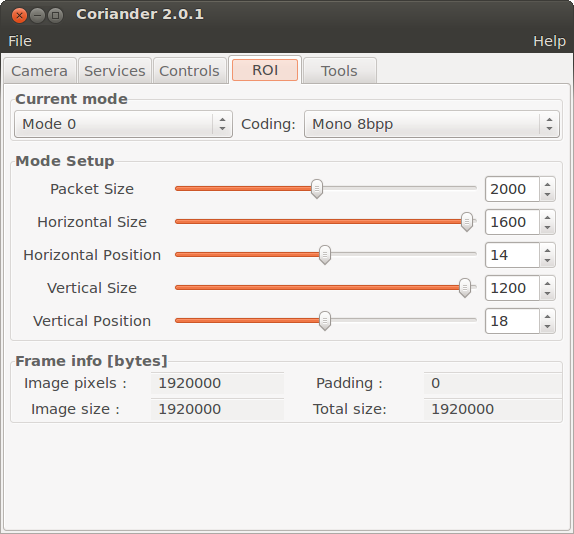 Coriander 2.0.1
File Help
Camera Services Controls ROI Tools
Current mode
Mode 0 Coding: Mono 8bpp
Mode Setup
Packet Size 2000
Horizontal Size 1600
Horizontal Position 14
Vertical Size 1200
Vertical Position 18
Frame info [bytes]
Image pixels : 1920000 Padding : 0
Image size : 1920000 Total size: 1920000